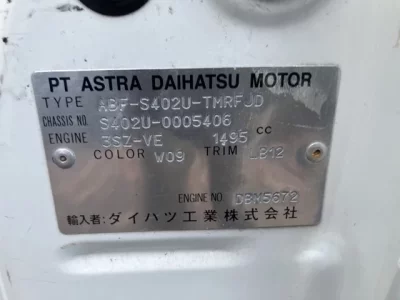 PT ASTRA DAIHATSU MOTOR
TYPE ABF-S402U-TMRFJD
CHASSIS NO. S402U-0005406
ENGINE 3SZ-VE 1495 cc
COLOR W09 TRIM LB12
ENGINE NO. DBM5672
輸入者:ダイハツ工業株式会社